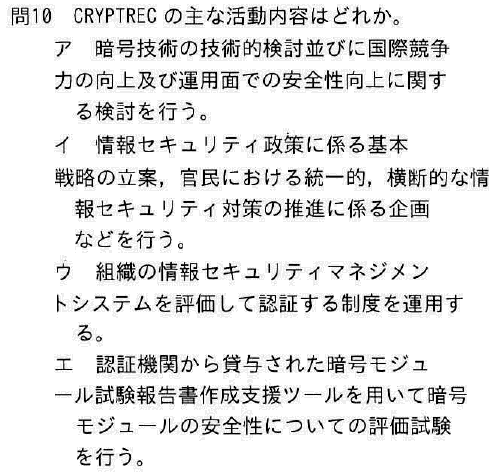 問10 CRYPTREC の主な活動内容はどれか。
ア 暗号技術の技術的検討並びに国際競争
力の向上及び運用面での安全性向上に関す
る検討を行う。
イ 情報セキュリティ政策に係る基本
戦略の立案，官民における統一的，横断的な情
報セキュリティ対策の推進に係る企画
などを行う。
ウ 組織の情報セキュリティマネジメン
トシステムを評価して認証する制度を運用す
る。
エ 認証機関から貸与された暗号モジュ
ール試験報告書作成支援ツールを用いて暗号
モジュールの安全性についての評価試験
を行う。